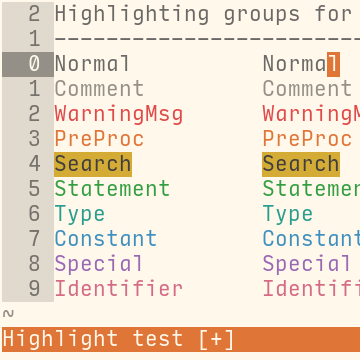 2 Highlighting groups for
1 ------------------------
0 Normal Normal
1 Comment Comment
2 WarningMsg WarningM
3 PreProc PreProc
4 Search Search
5 Statement Statemen
6 Type Type
7 Constant Constant
8 Special Special
9 Identifier Identifi
~
Highlight test [+]